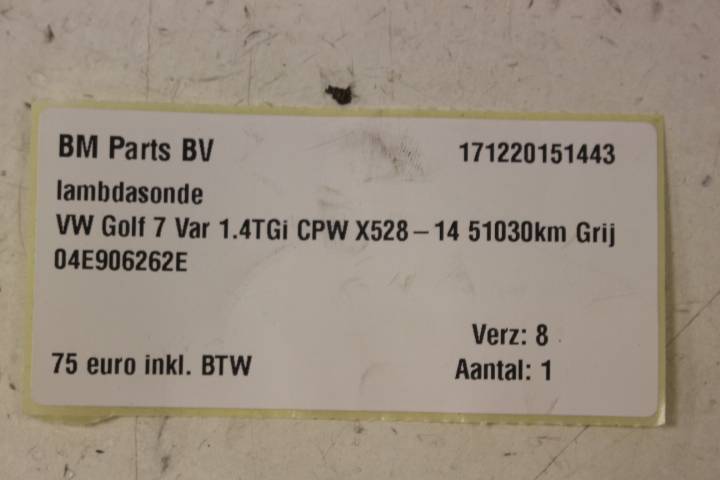 BM Parts BV 171220151443
lambdasonde
VW Golf 7 Var 1.4TGi CPW X528-14 51030km Grij
04E906262E
Verz: 8
75 euro inkl. BTW Aantal: 1